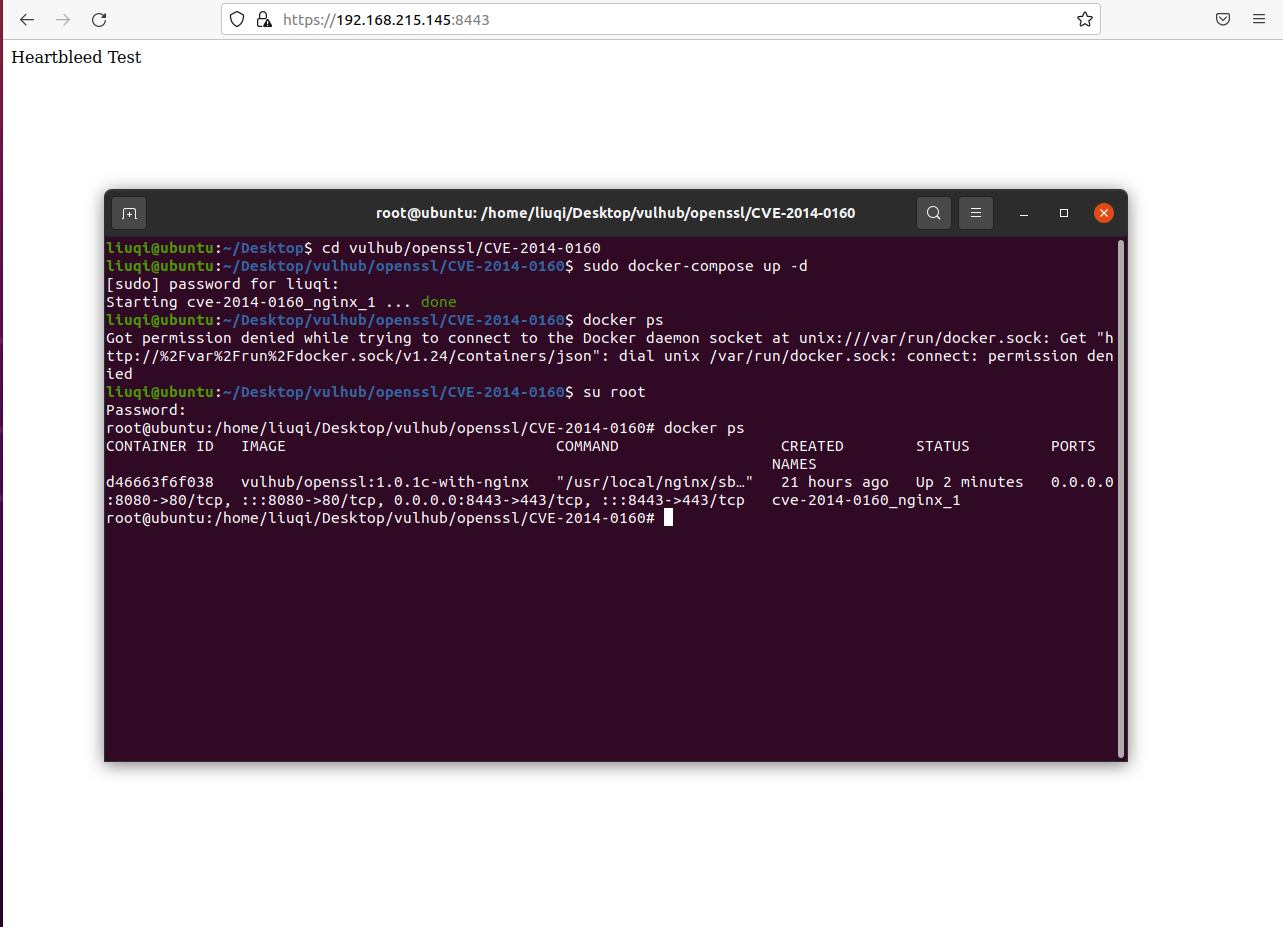 https://192.168.215.145:8443
Heartbleed Test
root@ubuntu: /home/liuqi/Desktop/vulhub/openssl/CVE-2014-0160
liuqi@ubuntu:~/Desktop$ cd vulhub/openssl/CVE-2014-0160
liuqi@ubuntu:~/Desktop/vulhub/openssl/CVE-2014-0160$ sudo docker-compose up -d
[sudo] password for liuqi:
Starting cve-2014-0160_nginx_1 ... done
liuqi@ubuntu:~/Desktop/vulhub/openssl/CVE-2014-0160$ docker ps
Got permission denied while trying to connect to the Docker daemon socket at unix:///var/run/docker.sock: Get "h
ttp://%2Fvar%2Frun%2Fdocker.sock/v1.24/containers/json": dial unix /var/run/docker.sock: connect: permission den
ied
liuqi@ubuntu:~/Desktop/vulhub/openssl/CVE-2014-0160$ su root
Password:
root@ubuntu:/home/liuqi/Desktop/vulhub/openssl/CVE-2014-0160# docker ps
CONTAINER ID   IMAGE                              COMMAND                  CREATED        STATUS         PORTS
NAMES
d46663f6f038   vulhub/openssl:1.0.1c-with-nginx   "/usr/local/nginx/sb…"   21 hours ago   Up 2 minutes   0.0.0.0
:8080->80/tcp, :::8080->80/tcp, 0.0.0.0:8443->443/tcp, :::8443->443/tcp   cve-2014-0160_nginx_1
root@ubuntu:/home/liuqi/Desktop/vulhub/openssl/CVE-2014-0160#